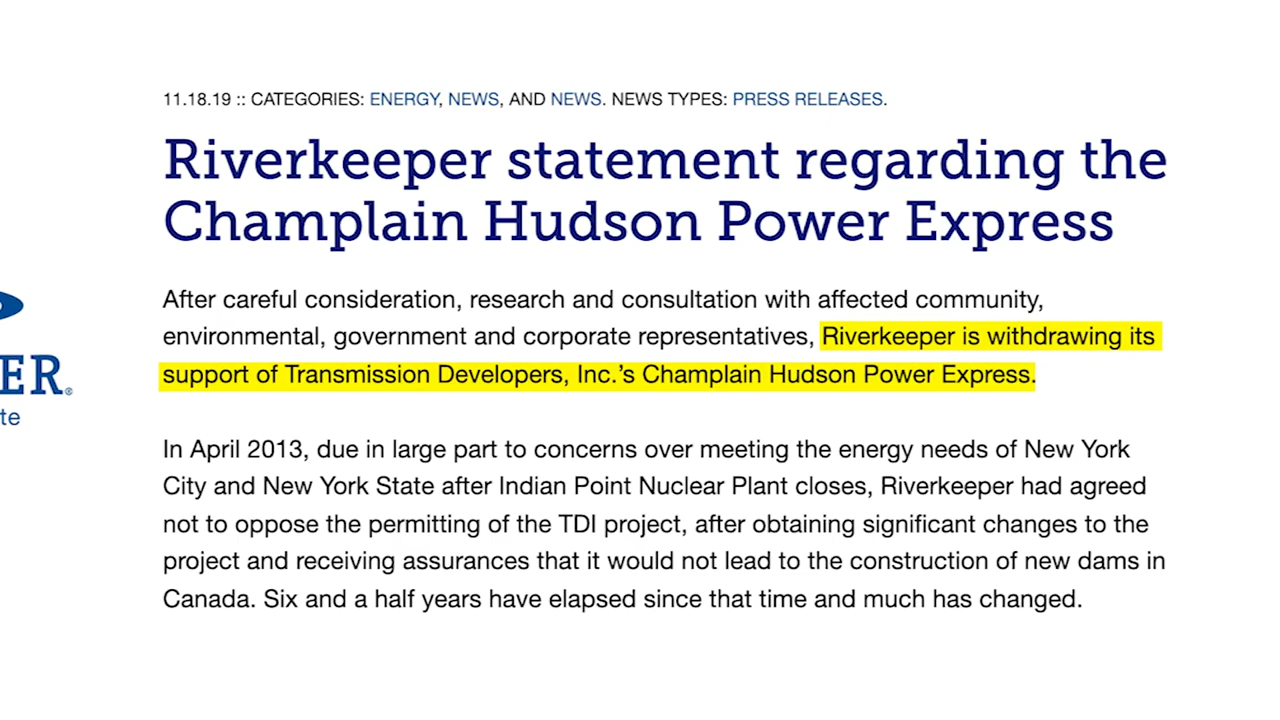 11.18.19 :: CATEGORIES: ENERGY, NEWS, AND NEWS. NEWS TYPES: PRESS RELEASES.
Riverkeeper statement regarding the
Champlain Hudson Power Express
After careful consideration, research and consultation with affected community,
environmental, government and corporate representatives, Riverkeeper is withdrawing its
support of Transmission Developers, Inc.’s Champlain Hudson Power Express.
ER®
te
In April 2013, due in large part to concerns over meeting the energy needs of New York
City and New York State after Indian Point Nuclear Plant closes, Riverkeeper had agreed
not to oppose the permitting of the TDI project, after obtaining significant changes to the
project and receiving assurances that it would not lead to the construction of new dams in
Canada. Six and a half years have elapsed since that time and much has changed.